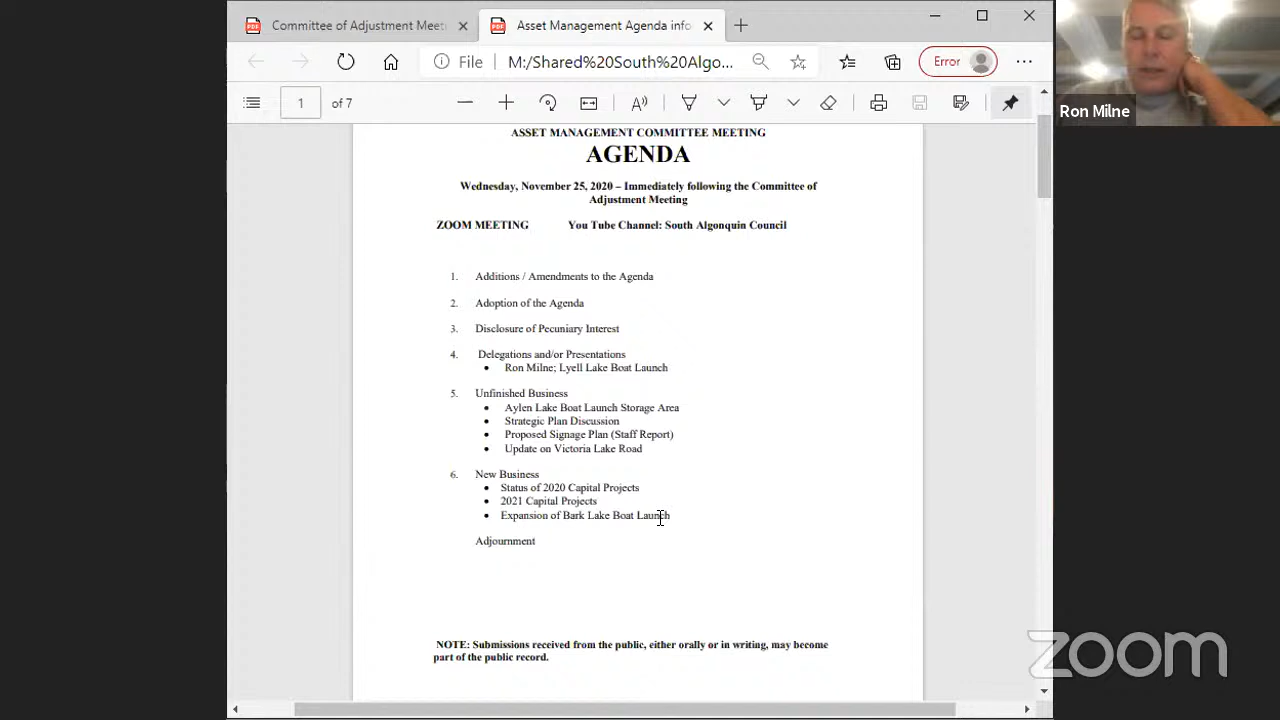 Committee of Adjustment Meeti
Asset Management Agenda info
File
M:/Shared%20South%20Algo...
Error
1 of 7
Ron Milne
ASSET MANAGEMENT COMMITTEE MEETING
AGENDA
Wednesday, November 25, 2020 – Immediately following the Committee of
Adjustment Meeting
ZOOM MEETING You Tube Channel: South Algonquin Council
1. Additions / Amendments to the Agenda
2. Adoption of the Agenda
3. Disclosure of Pecuniary Interest
4. Delegations and/or Presentations
• Ron Milne; Lyell Lake Boat Launch
5. Unfinished Business
• Aylen Lake Boat Launch Storage Area
• Strategic Plan Discussion
• Proposed Signage Plan (Staff Report)
• Update on Victoria Lake Road
6. New Business
• Status of 2020 Capital Projects
• 2021 Capital Projects
• Expansion of Bark Lake Boat Launch
Adjournment
NOTE: Submissions received from the public, either orally or in writing, may become
part of the public record.
zoom